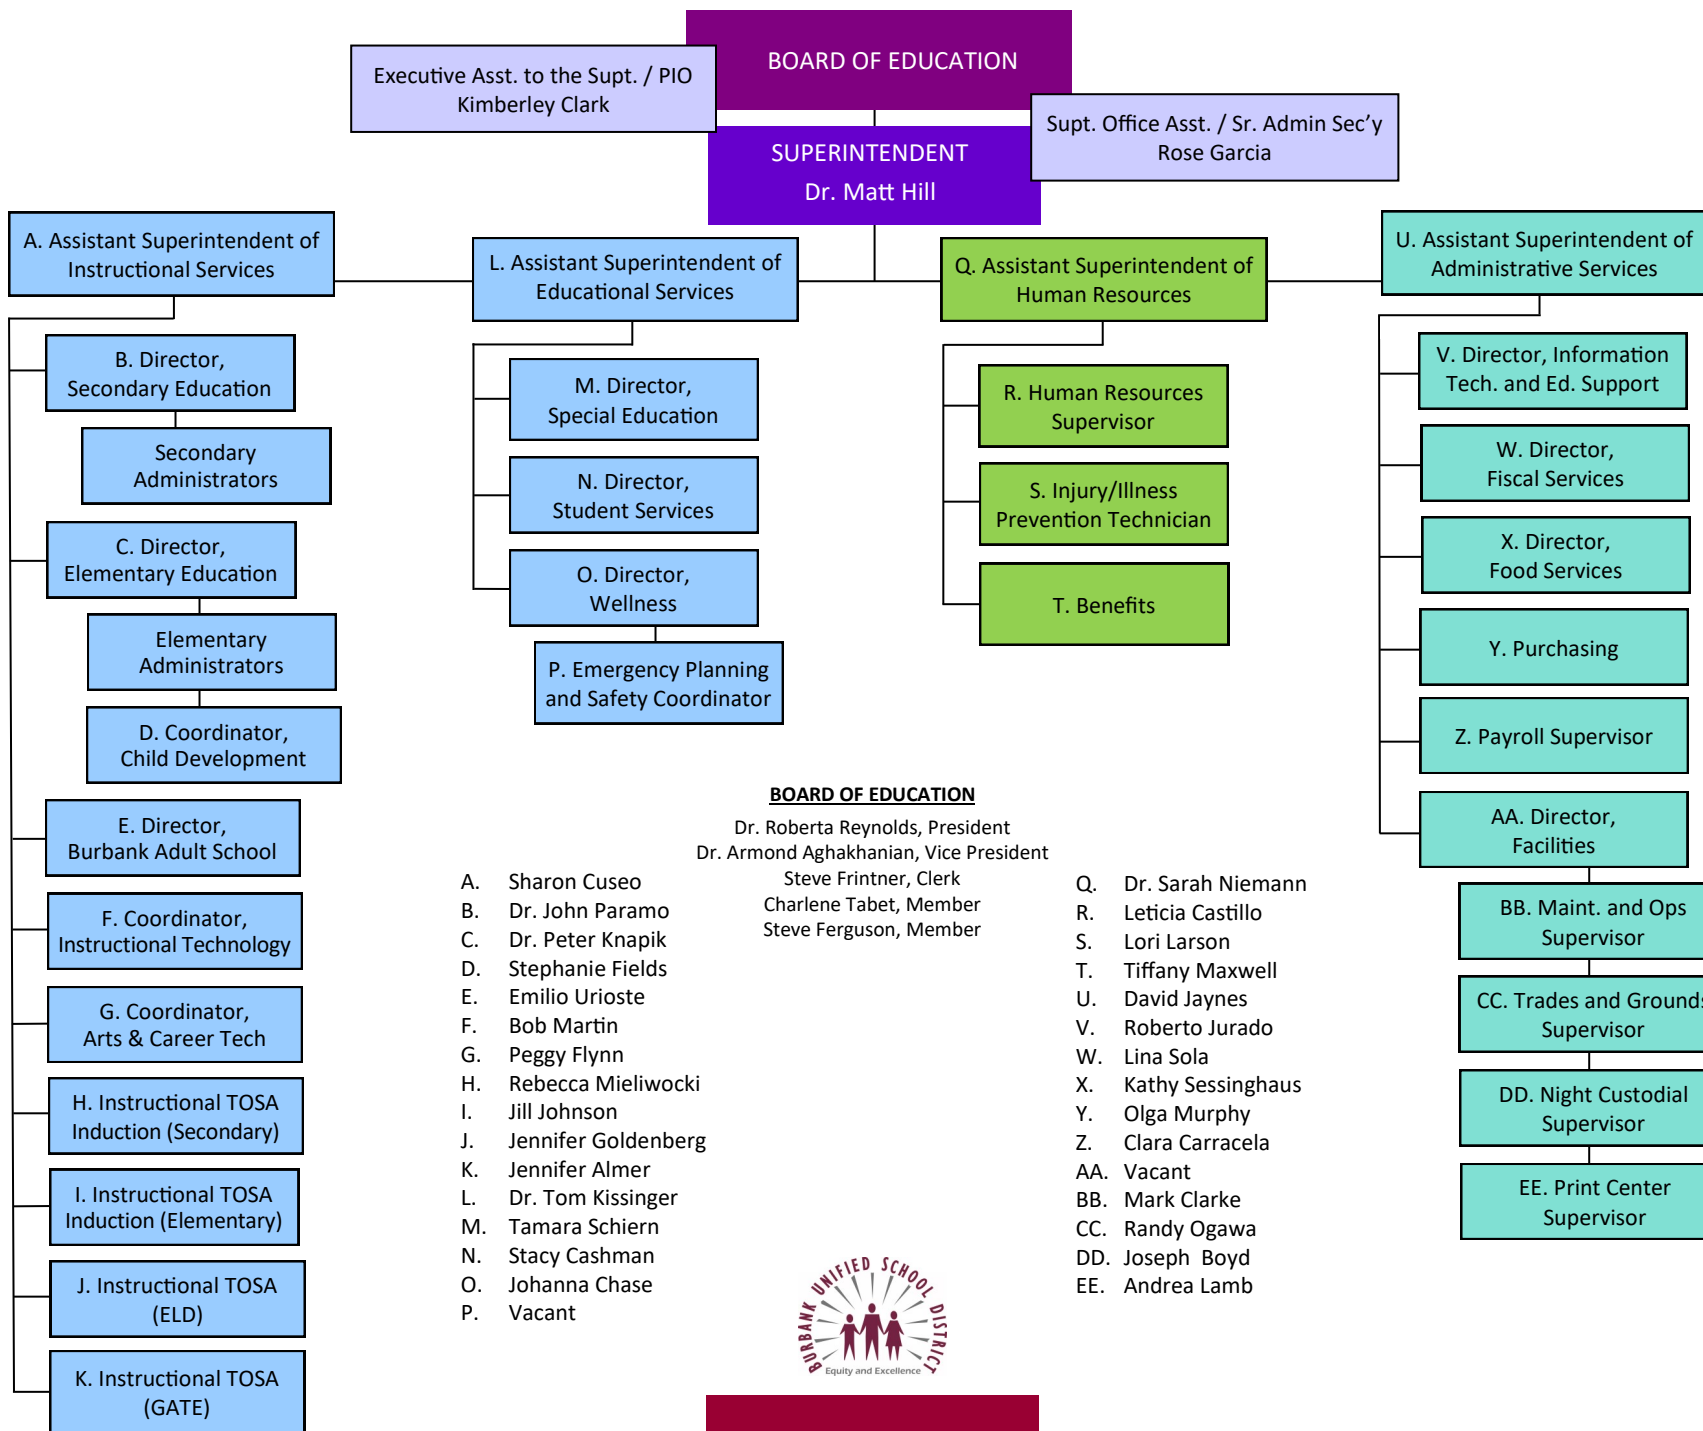 BOARD OF EDUCATION
Executive Asst. to the Supt. / PIO
Kimberley Clark
Supt. Office Asst. / Sr. Admin Sec’y
Rose Garcia
SUPERINTENDENT
Dr. Matt Hill
A. Assistant Superintendent of
Instructional Services
B. Director,
Secondary Education
Secondary
Administrators
C. Director,
Elementary Education
Elementary
Administrators
D. Coordinator,
Child Development
E. Director,
Burbank Adult School
F. Coordinator,
Instructional Technology
G. Coordinator,
Arts & Career Tech
H. Instructional TOSA
Induction (Secondary)
I. Instructional TOSA
Induction (Elementary)
J. Instructional TOSA
(ELD)
K. Instructional TOSA
(GATE)
L. Assistant Superintendent of
Educational Services
M. Director,
Special Education
N. Director,
Student Services
O. Director,
Wellness
P. Emergency Planning
and Safety Coordinator
Q. Assistant Superintendent of
Human Resources
R. Human Resources
Supervisor
S. Injury/Illness
Prevention Technician
T. Benefits
U. Assistant Superintendent of
Administrative Services
V. Director, Information
Tech. and Ed. Support
W. Director,
Fiscal Services
X. Director,
Food Services
Y. Purchasing
Z. Payroll Supervisor
AA. Director,
Facilities
BB. Maint. and Ops
Supervisor
CC. Trades and Grounds
Supervisor
DD. Night Custodial
Supervisor
EE. Print Center
Supervisor
BOARD OF EDUCATION
Dr. Roberta Reynolds, President
Dr. Armond Aghakhanian, Vice President
Steve Frintner, Clerk
Charlene Tabet, Member
Steve Ferguson, Member
A. Sharon Cuseo
B. Dr. John Paramo
C. Dr. Peter Knapik
D. Stephanie Fields
E. Emilio Urioste
F. Bob Martin
G. Peggy Flynn
H. Rebecca Mieliwocki
I. Jill Johnson
J. Jennifer Goldenberg
K. Jennifer Almer
L. Dr. Tom Kissinger
M. Tamara Schiern
N. Stacy Cashman
O. Johanna Chase
P. Vacant
Q. Dr. Sarah Niemann
R. Leticia Castillo
S. Lori Larson
T. Tiffany Maxwell
U. David Jaynes
V. Roberto Jurado
W. Lina Sola
X. Kathy Sessinghaus
Y. Olga Murphy
Z. Clara Carracela
AA. Vacant
BB. Mark Clarke
CC. Randy Ogawa
DD. Joseph Boyd
EE. Andrea Lamb
BURBANK UNIFIED SCHOOL DISTRICT
Equity and Excellence